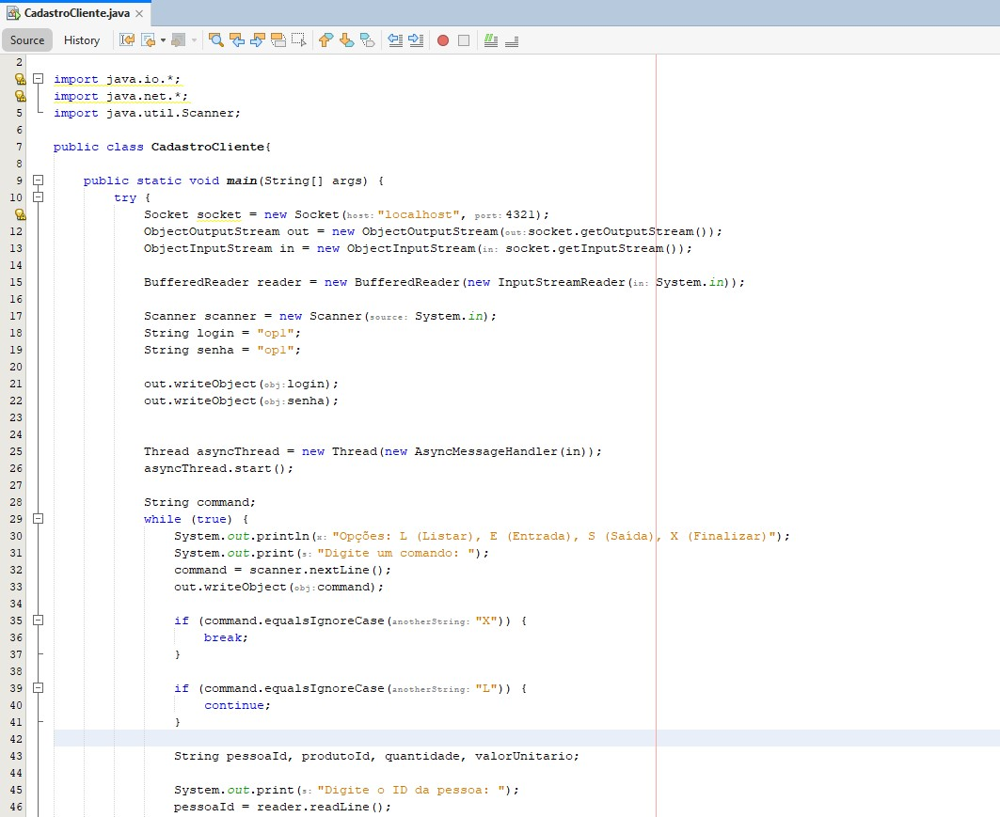 CadastroCliente.java
Source History
2
import java.io.*;
import java.net.*;
5 import java.util.Scanner;
6
7 public class CadastroCliente{
8
9 public static void main(String[] args) {
10 try {
Socket socket = new Socket(host: "localhost", port: 4321);
12 ObjectOutputStream out = new ObjectOutputStream(out: socket.getOutputStream());
13 ObjectInputStream in = new ObjectInputStream(in: socket.getInputStream());
14
15 BufferedReader reader = new BufferedReader(new InputStreamReader(in: System.in));
16
17 Scanner scanner = new Scanner(source: System.in);
18 String login = "op1";
19 String senha = "op1";
20
21 out.writeObject(obj: login);
22 out.writeObject(obj: senha);
23
24
25 Thread asyncThread = new Thread(new AsyncMessageHandler(in));
26 asyncThread.start();
27
28 String command;
29 while (true) {
30 System.out.println(x: "Opções: L (Listar), E (Entrada), S (Saída), X (Finalizar)");
31 System.out.print(s: "Digite um comando: ");
32 command = scanner.nextLine();
33 out.writeObject(obj: command);
34
35 if (command.equalsIgnoreCase(anotherString: "X")) {
36 break;
37 }
38
39 if (command.equalsIgnoreCase(anotherString: "L")) {
40 continue;
41 }
42
43 String pessoaId, produtoId, quantidade, valorUnitario;
44
45 System.out.print(s: "Digite o ID da pessoa: ");
46 pessoaId = reader.readLine();